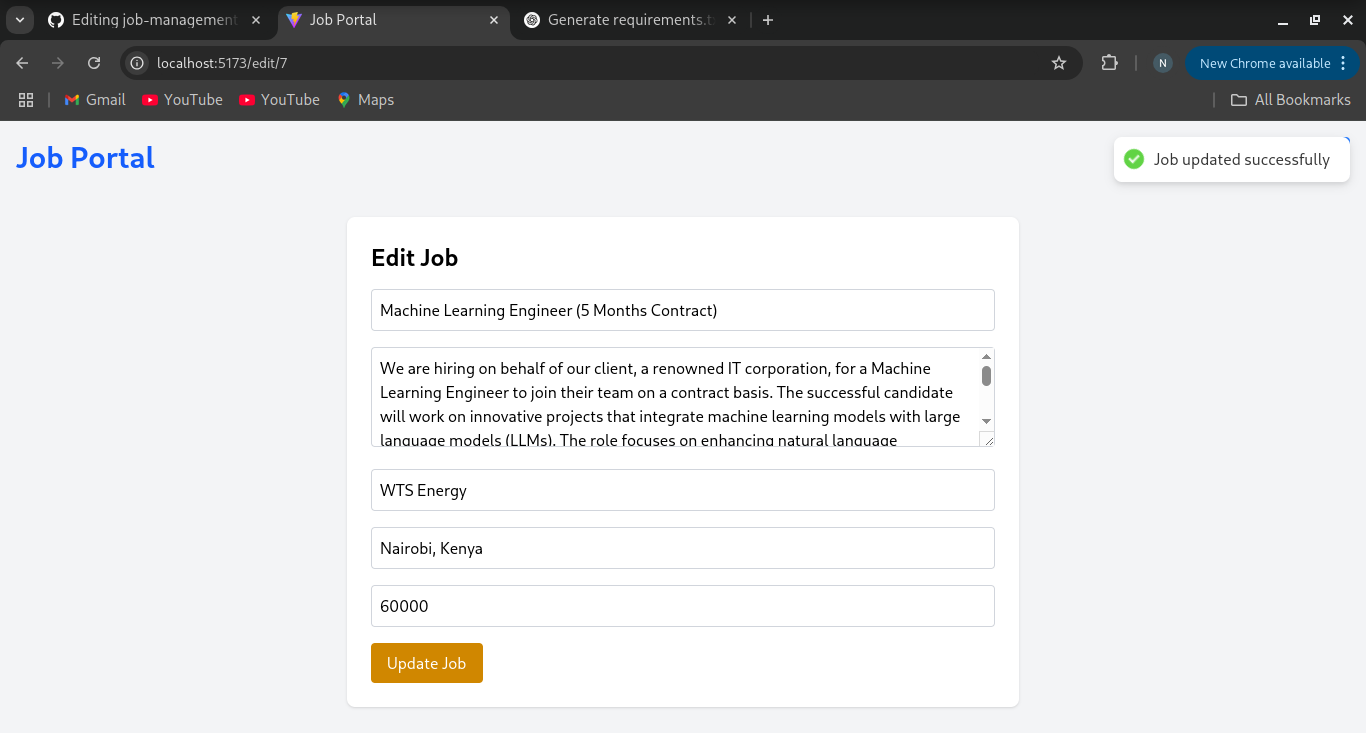 Editing job-management
Job Portal
Generate requirements.t
localhost:5173/edit/7
N
New Chrome available
Gmail
YouTube
YouTube
Maps
All Bookmarks
Job Portal
Job updated successfully
Edit Job
Machine Learning Engineer (5 Months Contract)
We are hiring on behalf of our client, a renowned IT corporation, for a Machine
Learning Engineer to join their team on a contract basis. The successful candidate
will work on innovative projects that integrate machine learning models with large
language models (LLMs). The role focuses on enhancing natural language
WTS Energy
Nairobi, Kenya
60000
Update Job